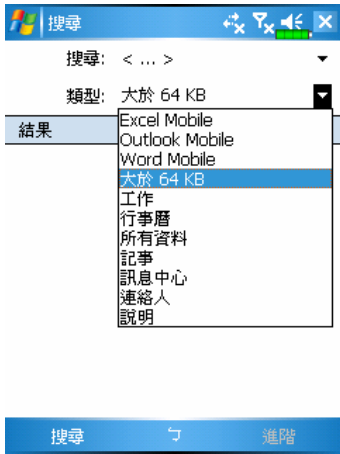 搜尋
搜尋: < ... >
類型: 大於 64 KB
結果
Excel Mobile
Outlook Mobile
Word Mobile
大於 64 KB
工作
行事曆
所有資料
記事
訊息中心
連絡人
說明
搜尋 ㄅ 進階